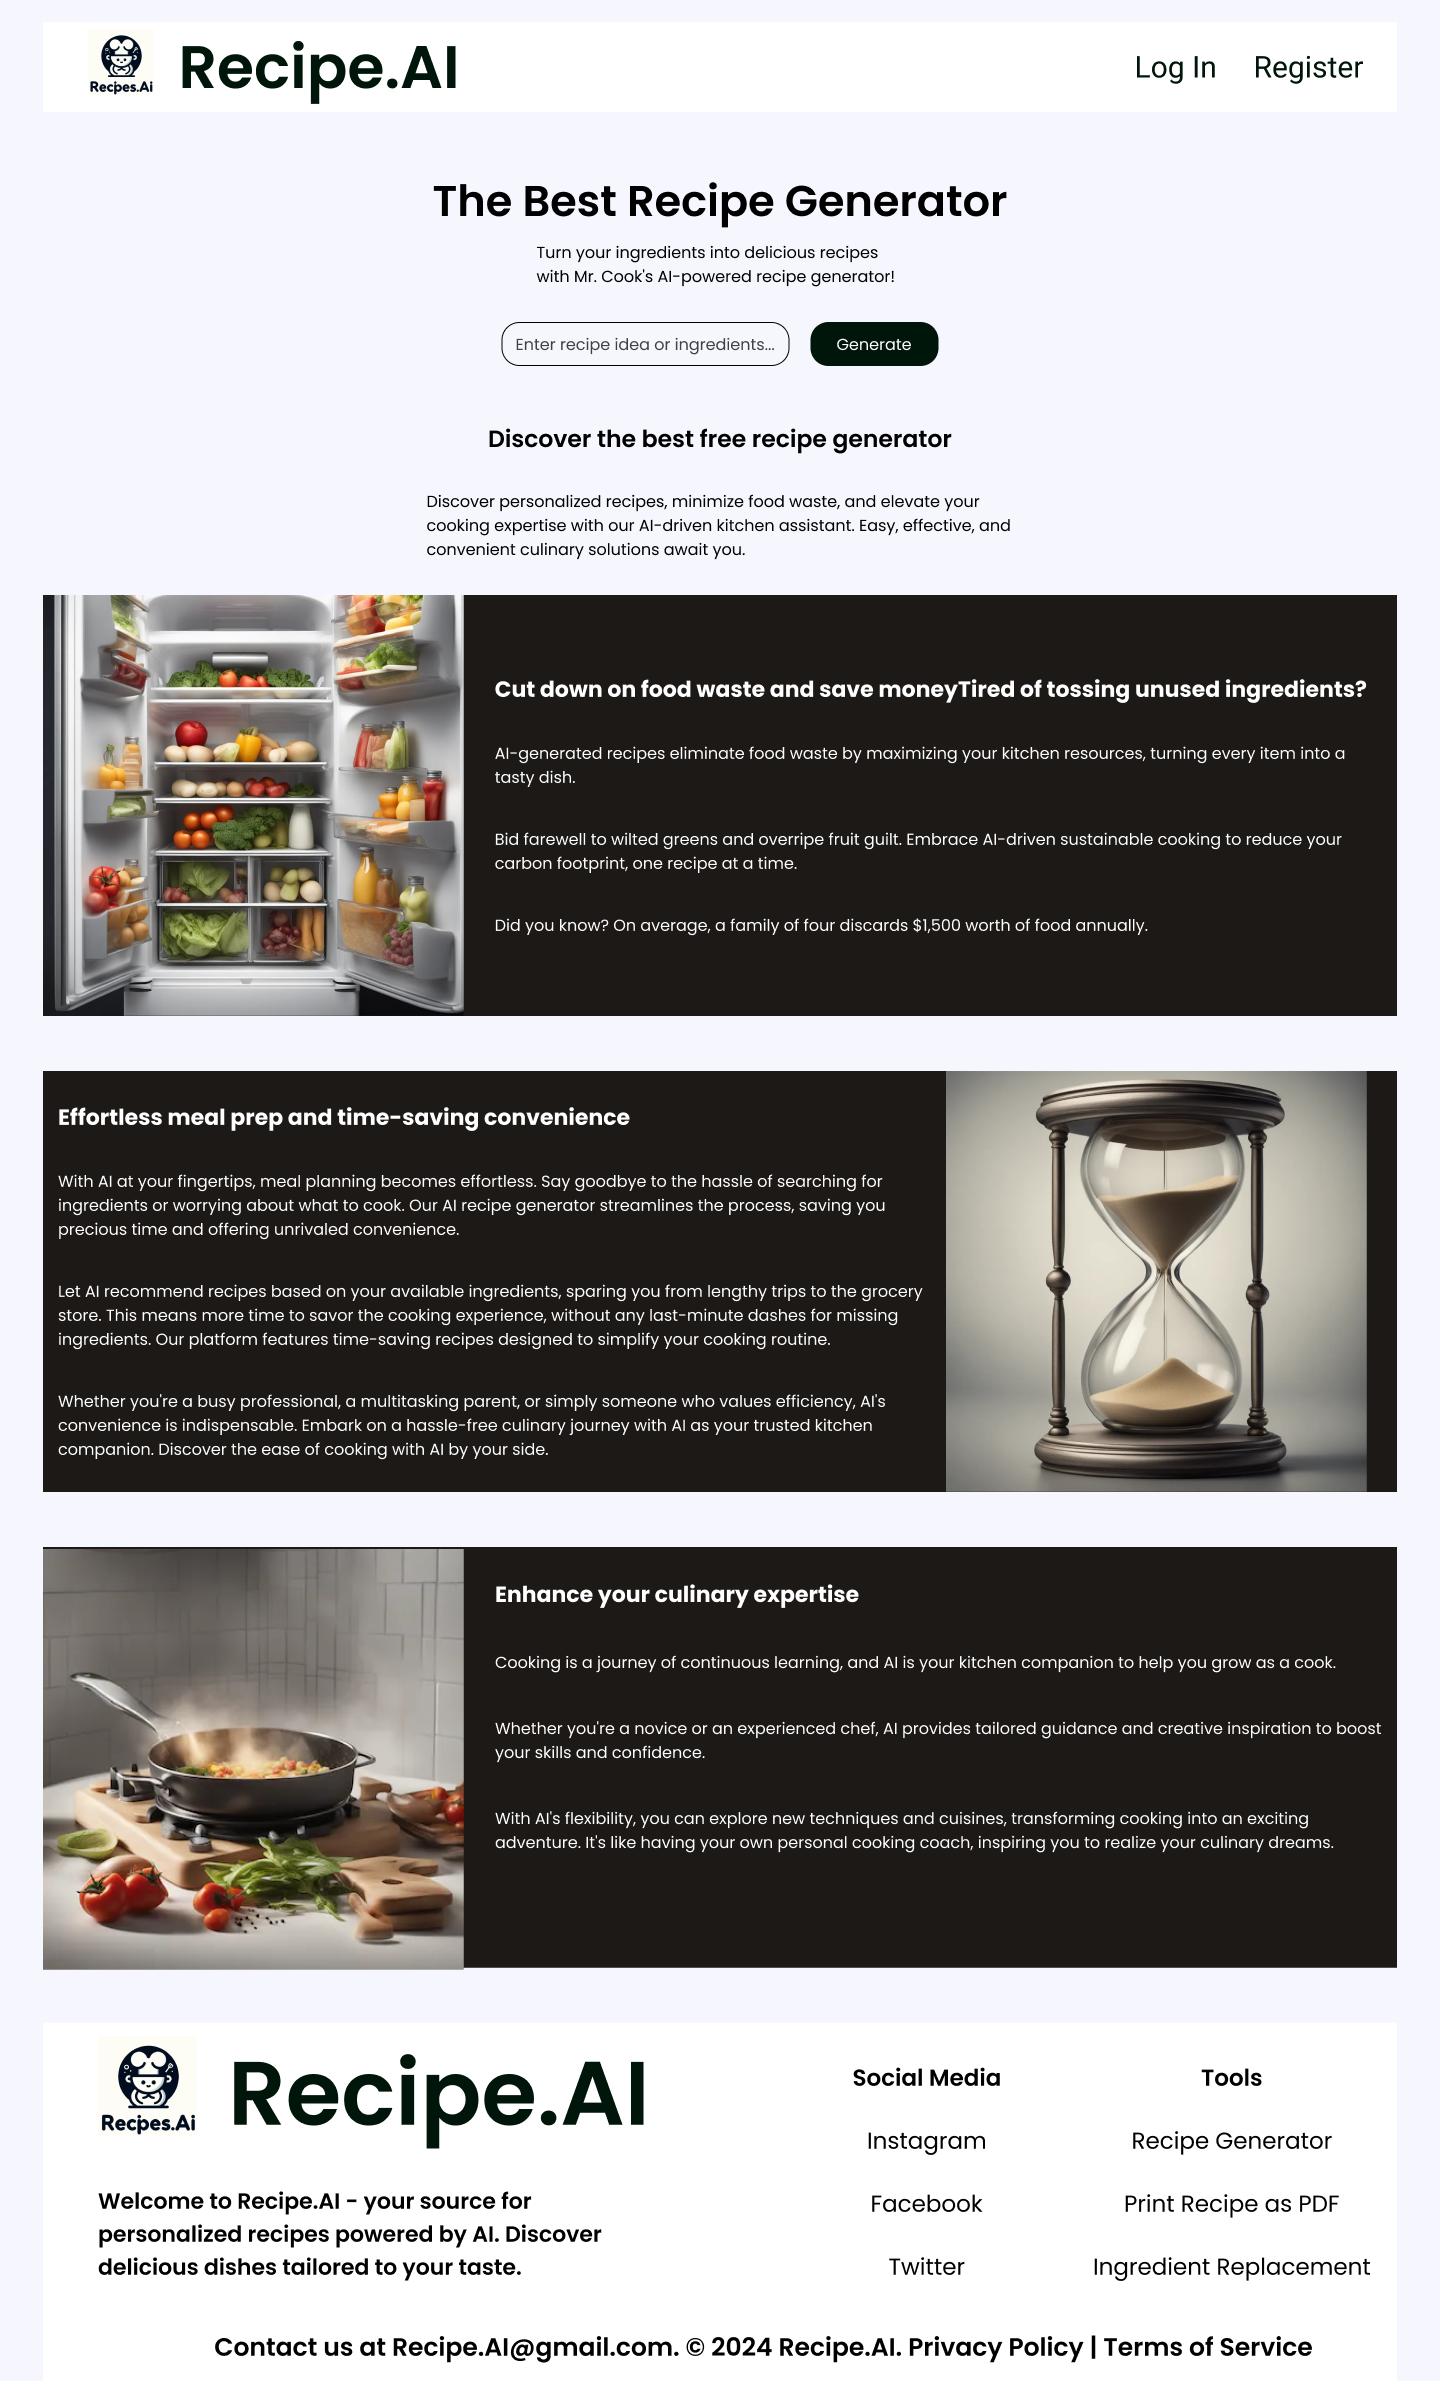 Recipes.Ai
Recipe.AI
Log In
Register
The Best Recipe Generator
Turn your ingredients into delicious recipes
with Mr. Cook's AI-powered recipe generator!
Enter recipe idea or ingredients...
Generate
Discover the best free recipe generator
Discover personalized recipes, minimize food waste, and elevate your
cooking expertise with our AI-driven kitchen assistant. Easy, effective, and
convenient culinary solutions await you.
Cut down on food waste and save moneyTired of tossing unused ingredients?
AI-generated recipes eliminate food waste by maximizing your kitchen resources, turning every item into a
tasty dish.
Bid farewell to wilted greens and overripe fruit guilt. Embrace AI-driven sustainable cooking to reduce your
carbon footprint, one recipe at a time.
Did you know? On average, a family of four discards $1,500 worth of food annually.
Effortless meal prep and time-saving convenience
With AI at your fingertips, meal planning becomes effortless. Say goodbye to the hassle of searching for
ingredients or worrying about what to cook. Our AI recipe generator streamlines the process, saving you
precious time and offering unrivaled convenience.
Let AI recommend recipes based on your available ingredients, sparing you from lengthy trips to the grocery
store. This means more time to savor the cooking experience, without any last-minute dashes for missing
ingredients. Our platform features time-saving recipes designed to simplify your cooking routine.
Whether you're a busy professional, a multitasking parent, or simply someone who values efficiency, AI's
convenience is indispensable. Embark on a hassle-free culinary journey with AI as your trusted kitchen
companion. Discover the ease of cooking with AI by your side.
Enhance your culinary expertise
Cooking is a journey of continuous learning, and AI is your kitchen companion to help you grow as a cook.
Whether you're a novice or an experienced chef, AI provides tailored guidance and creative inspiration to boost
your skills and confidence.
With AI's flexibility, you can explore new techniques and cuisines, transforming cooking into an exciting
adventure. It's like having your own personal cooking coach, inspiring you to realize your culinary dreams.
Recipes.Ai
Recipe.AI
Welcome to Recipe.AI - your source for
personalized recipes powered by AI. Discover
delicious dishes tailored to your taste.
Social Media
Instagram
Facebook
Twitter
Tools
Recipe Generator
Print Recipe as PDF
Ingredient Replacement
Contact us at Recipe.AI@gmail.com. © 2024 Recipe.AI. Privacy Policy | Terms of Service